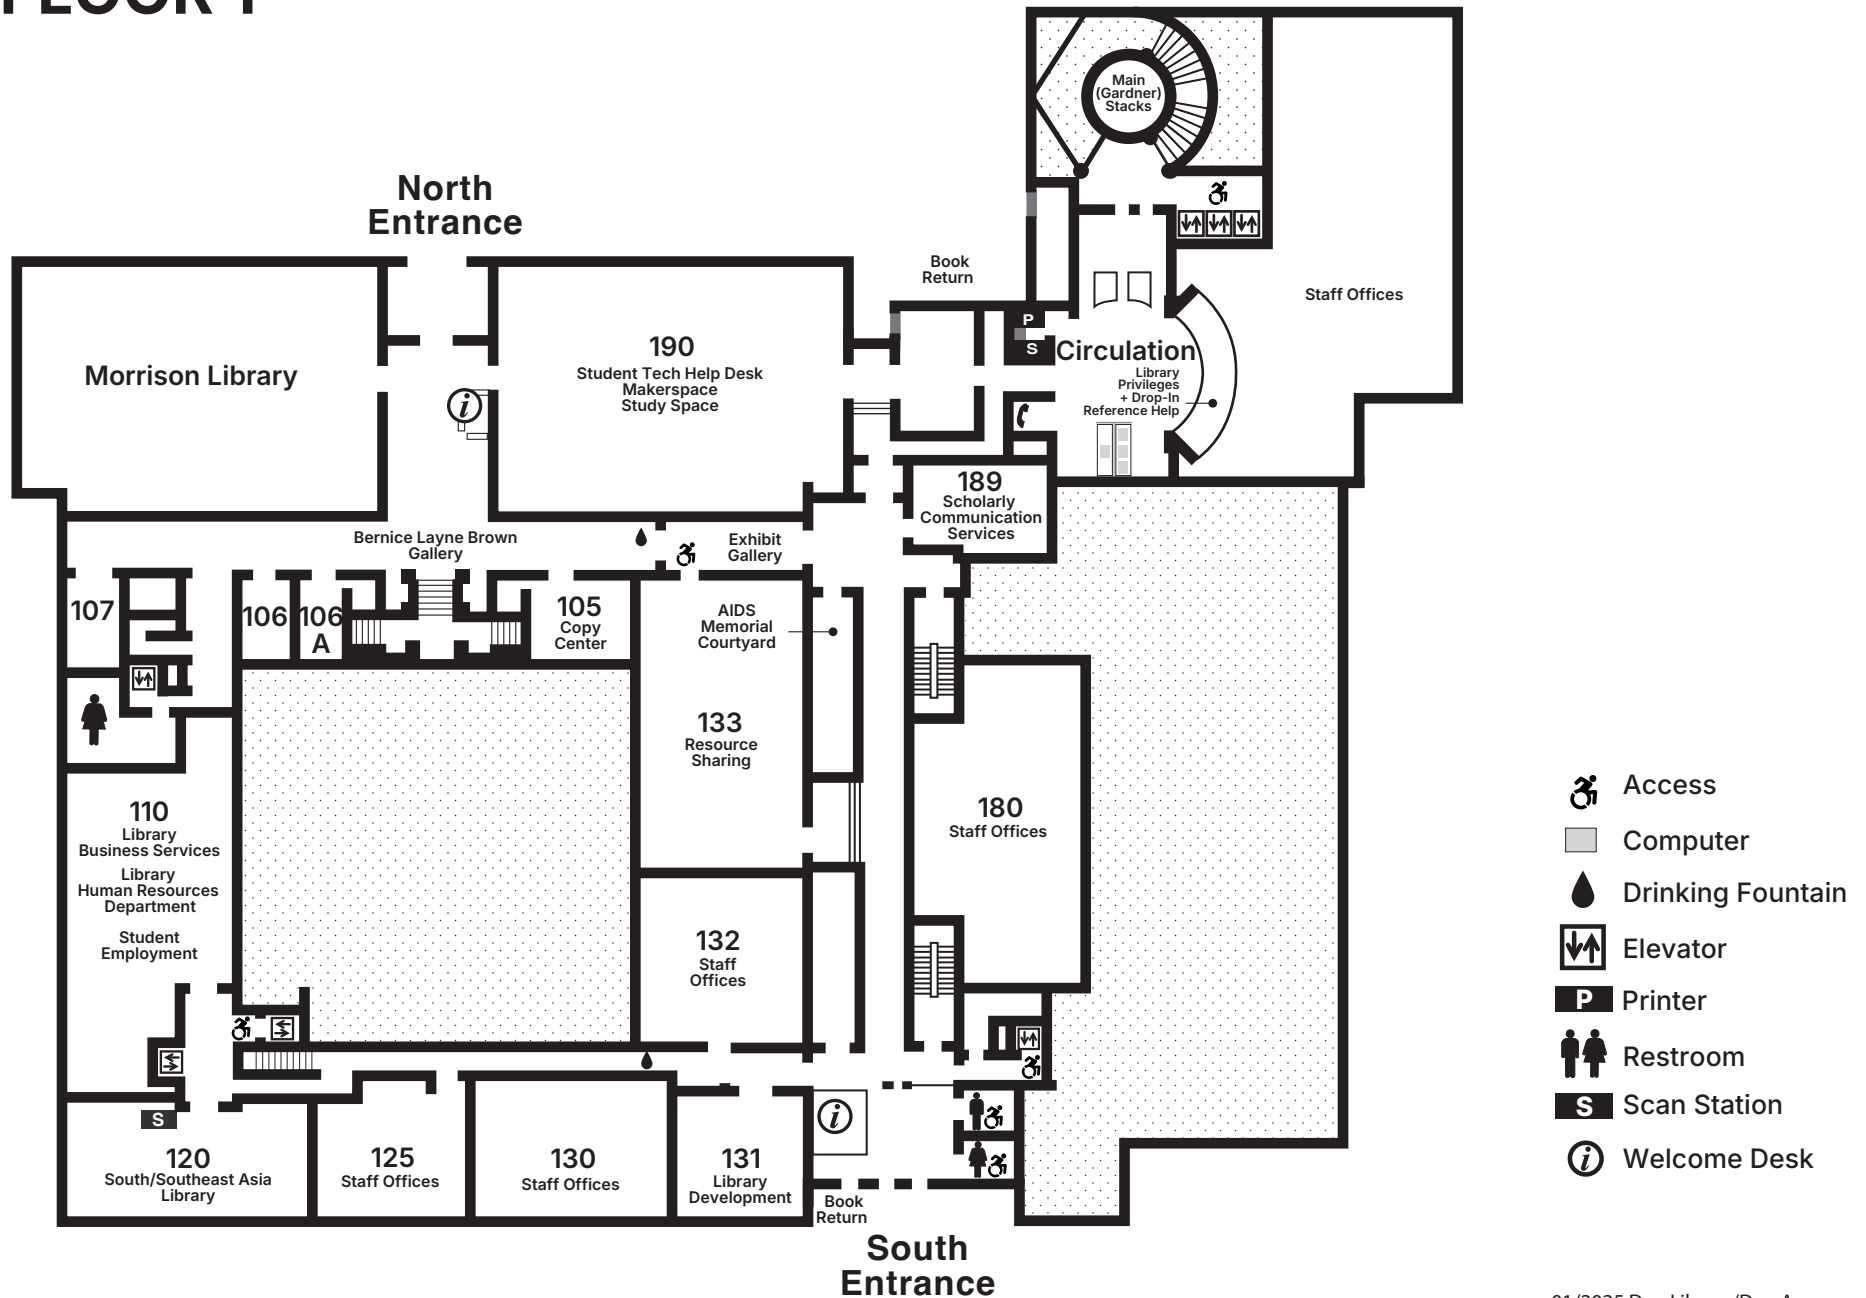 FLOOR 1
Main
(Gardner)
Stacks
North
Entrance
Book
Return
Staff Offices
P
S
Circulation
Library
Privileges
+ Drop-In
Reference Help
Morrison Library
190
Student Tech Help Desk
Makerspace
Study Space
i
189
Scholarly
Communication
Services
Bernice Layne Brown
Gallery
Exhibit
Gallery
107
106
106
A
105
Copy
Center
AIDS
Memorial
Courtyard
133
Resource
Sharing
110
Library
Business Services
Library
Human Resources
Department
Student
Employment
180
Staff Offices
132
Staff
Offices
S
120
South/Southeast Asia
Library
125
Staff Offices
130
Staff Offices
131
Library
Development
i
Book
Return
South
Entrance
Access
Computer
Drinking Fountain
Elevator
P Printer
Restroom
S Scan Station
i Welcome Desk